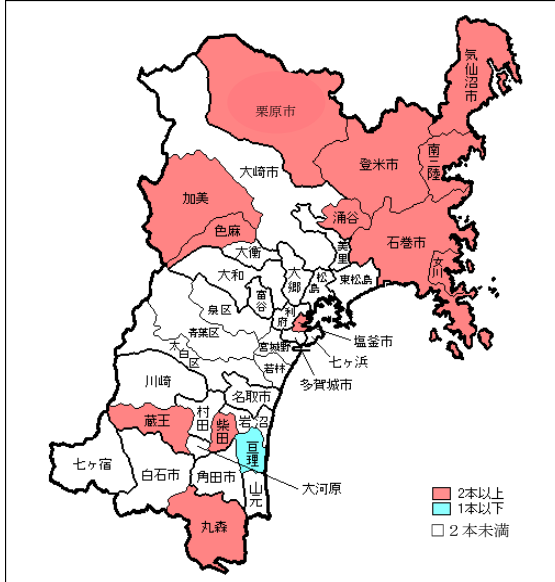 気仙沼市
栗原市
南三陸
登米市
大崎市
加美
涌谷
色麻
石巻市
美里
大衡
女川
大和
大郷
松島
東松島
富谷
泉区
利府
青葉区
塩釜市
宮城野
太白区
七ヶ浜
若林
多賀城市
川崎
名取市
村田
岩沼
蔵王
柴田
亘理
七ヶ宿
白石市
角田市
山元
大河原
丸森
2本以上
1本以下
２本未満